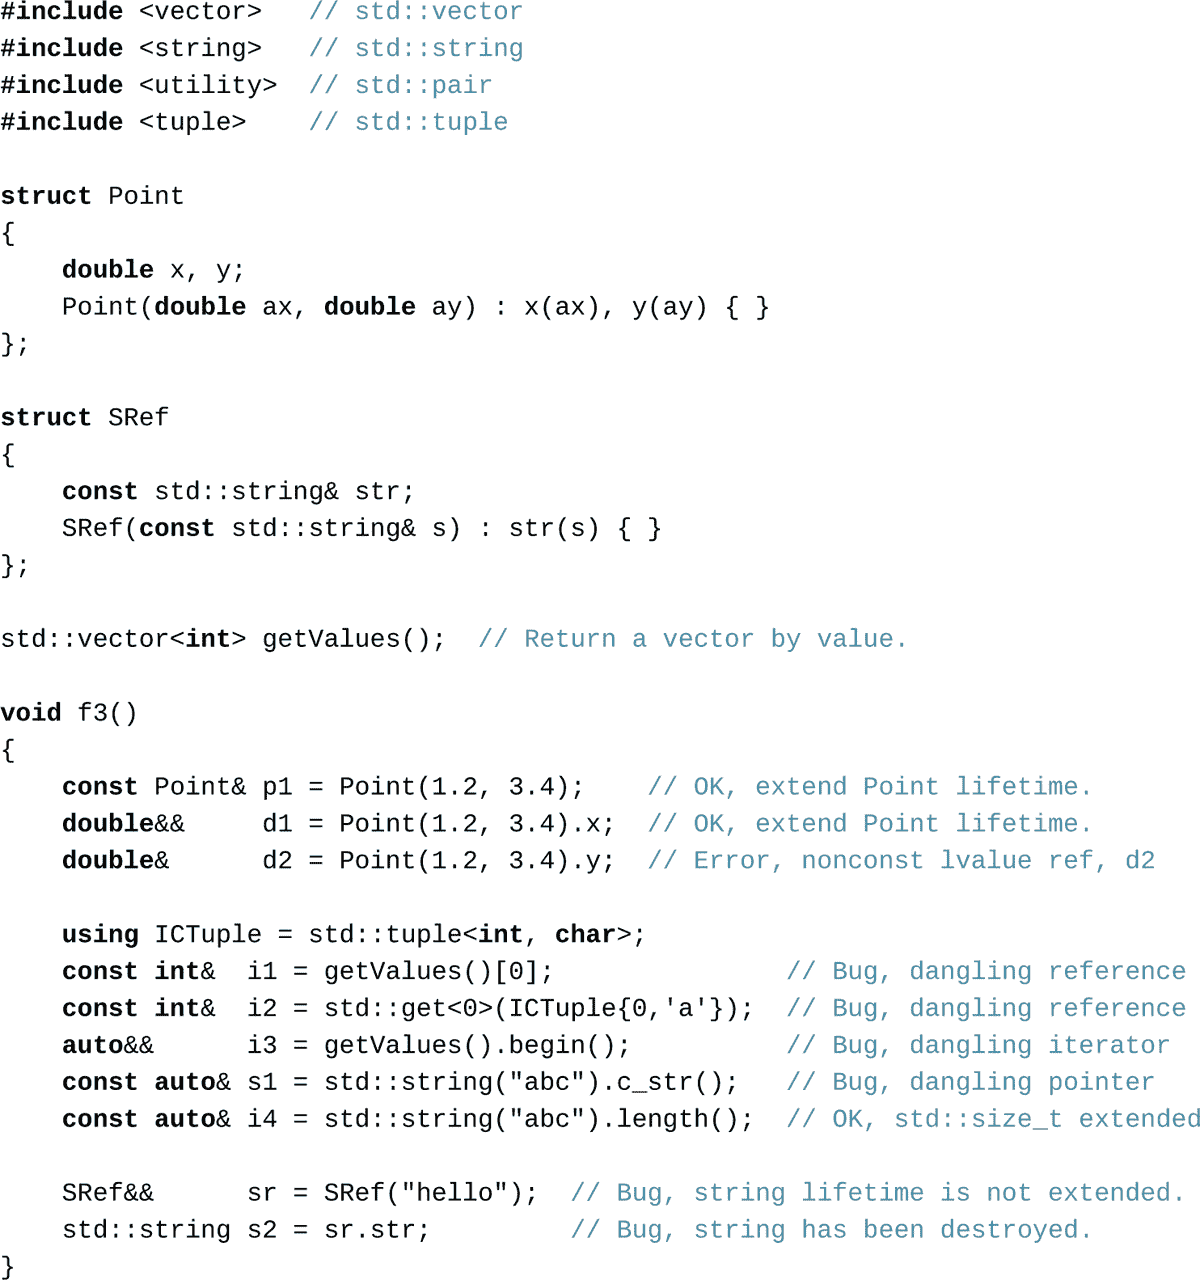 #include <vector>   // std::vector
#include <string>   // std::string
#include <utility>  // std::pair
#include <tuple>    // std::tuple

struct Point
{
    double x, y;
    Point(double ax, double ay) : x(ax), y(ay) { }
};

struct SRef
{
    const std::string& str;
    SRef(const std::string& s) : str(s) { }
};

std::vector<int> getValues();  // Return a vector by value.

void f3()
{
    const Point& p1 = Point(1.2, 3.4);    // OK, extend Point lifetime.
    double&&     d1 = Point(1.2, 3.4).x;  // OK, extend Point lifetime.
    double&      d2 = Point(1.2, 3.4).y;  // Error, nonconst lvalue ref, d2

    using ICTuple = std::tuple<int, char>;
    const int&  i1 = getValues()[0];               // Bug, dangling reference
    const int&  i2 = std::get<0>(ICTuple{0,'a'});  // Bug, dangling reference
    auto&&      i3 = getValues().begin();          // Bug, dangling iterator
    const auto& s1 = std::string("abc").c_str();   // Bug, dangling pointer
    const auto& i4 = std::string("abc").length();  // OK, std::size_t extended

    SRef&&      sr = SRef("hello");  // Bug, string lifetime is not extended.
    std::string s2 = sr.str;         // Bug, string has been destroyed.
}